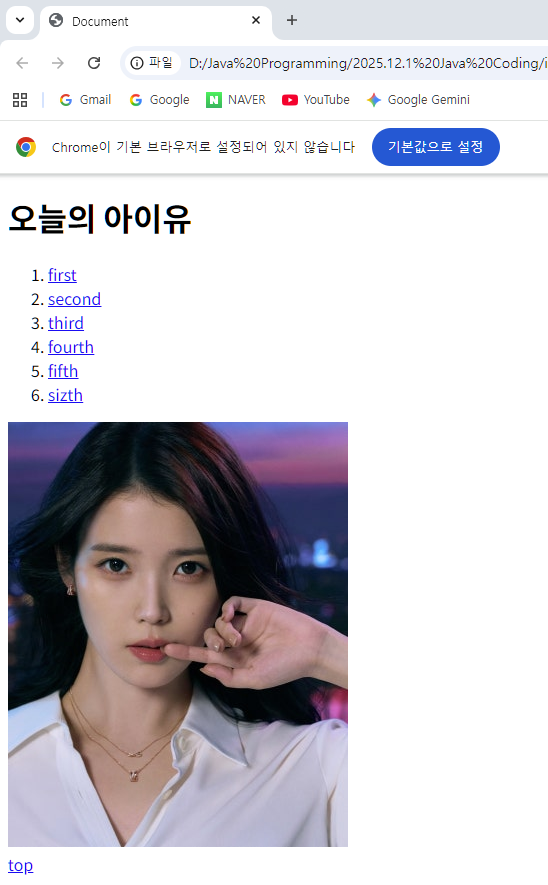 Document
파일 D:/Java%20Programming/2025.12.1%20Java%20Coding/i
Gmail Google NAVER YouTube Google Gemini
Chrome이 기본 브라우저로 설정되어 있지 않습니다 기본값으로 설정
오늘의 아이유
1. first
2. second
3. third
4. fourth
5. fifth
6. sizth
top